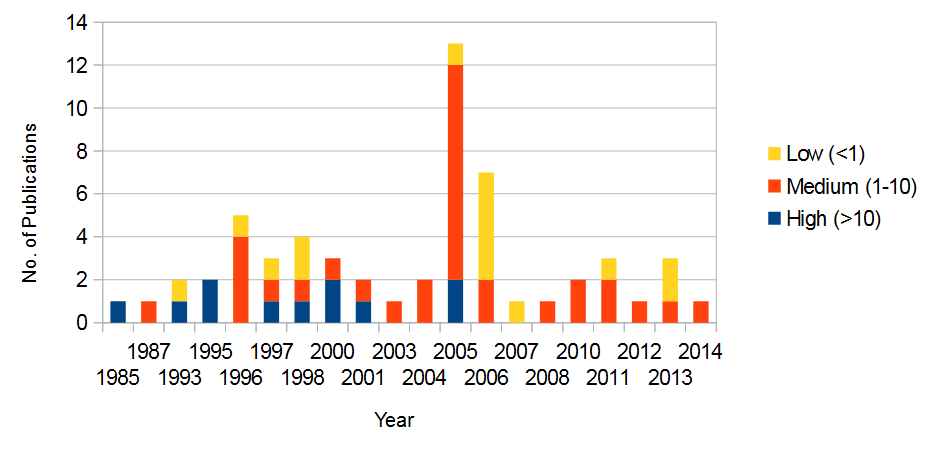 14
12
10
8
6
4
2
0
No. of Publications
1987 1995 1997 2000 2003 2005 2007 2010 2012 2014
1985 1993 1996 1998 2001 2004 2006 2008 2011 2013
Year
Low (<1)
Medium (1-10)
High (>10)